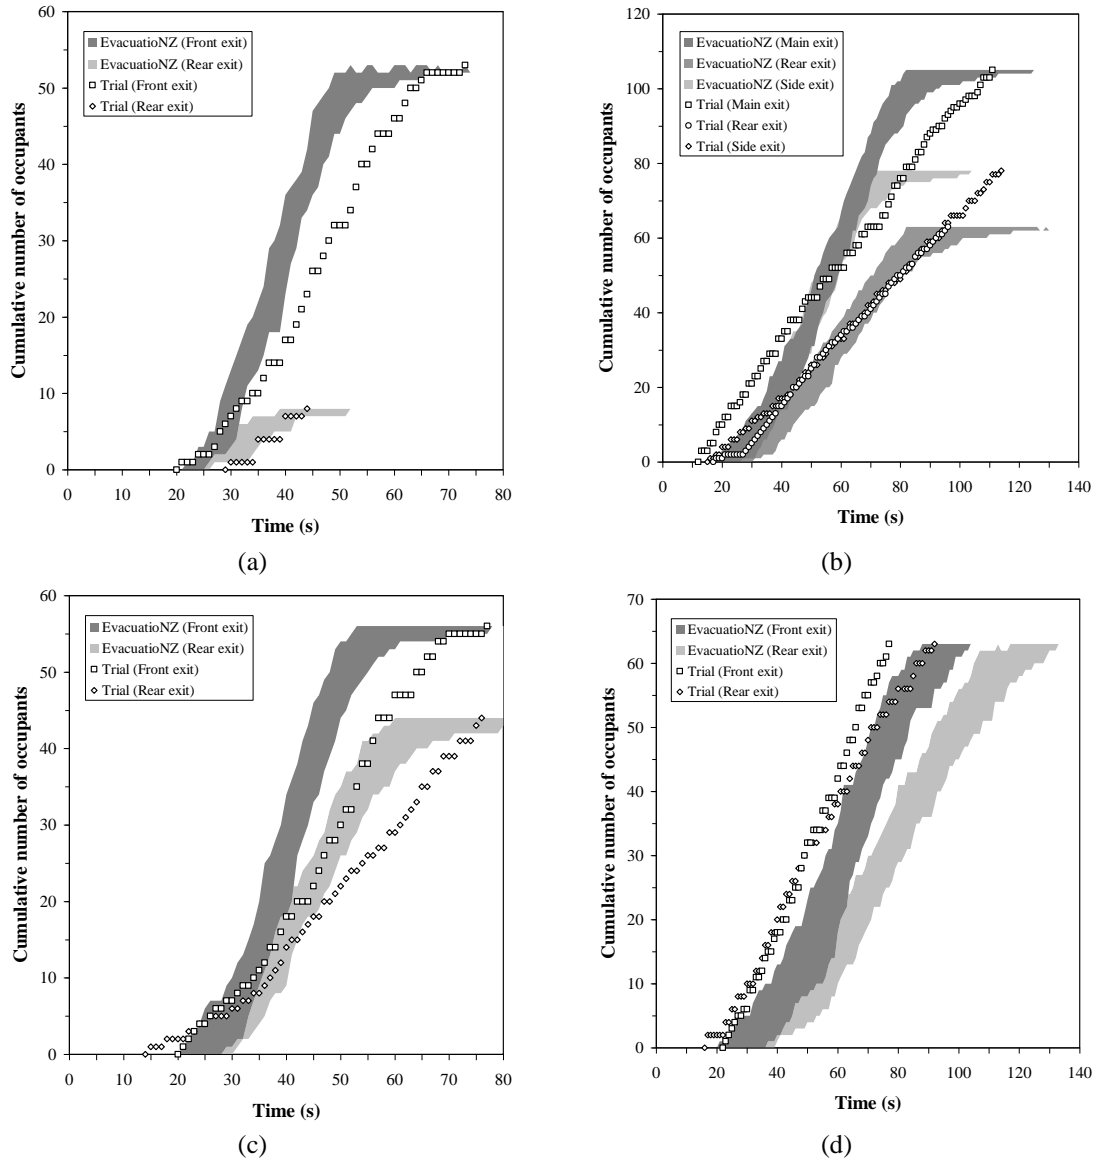 60
50
40
30
20
10
0
Cumulative number of occupants
EvacuatioNZ (Front exit)
EvacuatioNZ (Rear exit)
Trial (Front exit)
Trial (Rear exit)
0 10 20 30 40 50 60 70 80
Time (s)
(a)
120
100
80
60
40
20
0
Cumulative number of occupants
EvacuatioNZ (Main exit)
EvacuatioNZ (Rear exit)
EvacuatioNZ (Side exit)
Trial (Main exit)
Trial (Rear exit)
Trial (Side exit)
0 20 40 60 80 100 120 140
Time (s)
(b)
60
50
40
30
20
10
0
Cumulative number of occupants
EvacuatioNZ (Front exit)
EvacuatioNZ (Rear exit)
Trial (Front exit)
Trial (Rear exit)
0 10 20 30 40 50 60 70 80
Time (s)
(c)
70
60
50
40
30
20
10
0
Cumulative number of occupants
EvacuatioNZ (Front exit)
EvacuatioNZ (Rear exit)
Trial (Front exit)
Trial (Rear exit)
0 20 40 60 80 100 120 140
Time (s)
(d)